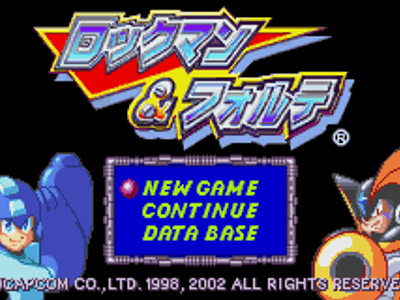 ロックマン
&フォルテ
®
NEW GAME
CONTINUE
DATA BASE
CAPCOM CO., LTD. 1998, 2002 ALL RIGHTS RESERVE